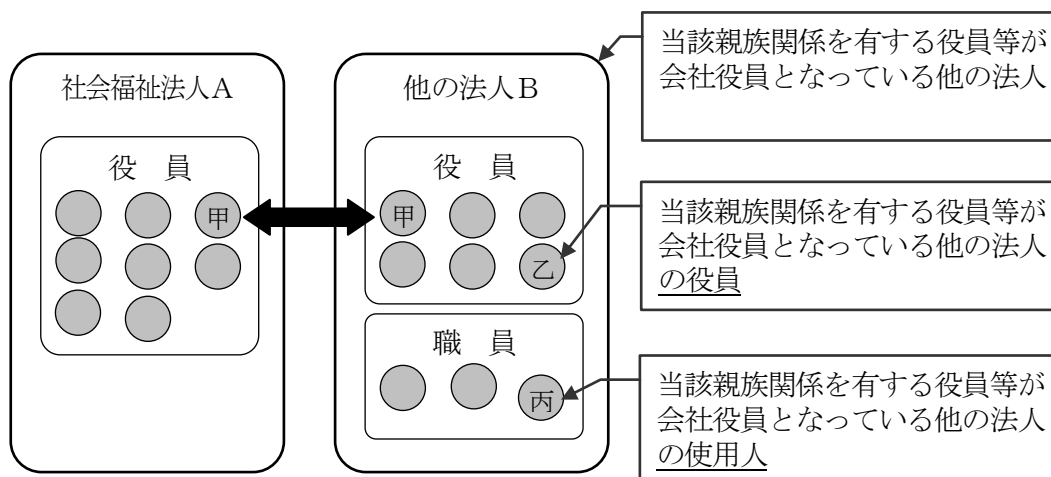 社会福祉法人A
役 員
甲
他の法人B
役 員
甲
乙
職 員
丙
当該親族関係を有する役員等が
会社役員となっている他の法人
当該親族関係を有する役員等が
会社役員となっている他の法人
の役員
当該親族関係を有する役員等が
会社役員となっている他の法人
の使用人